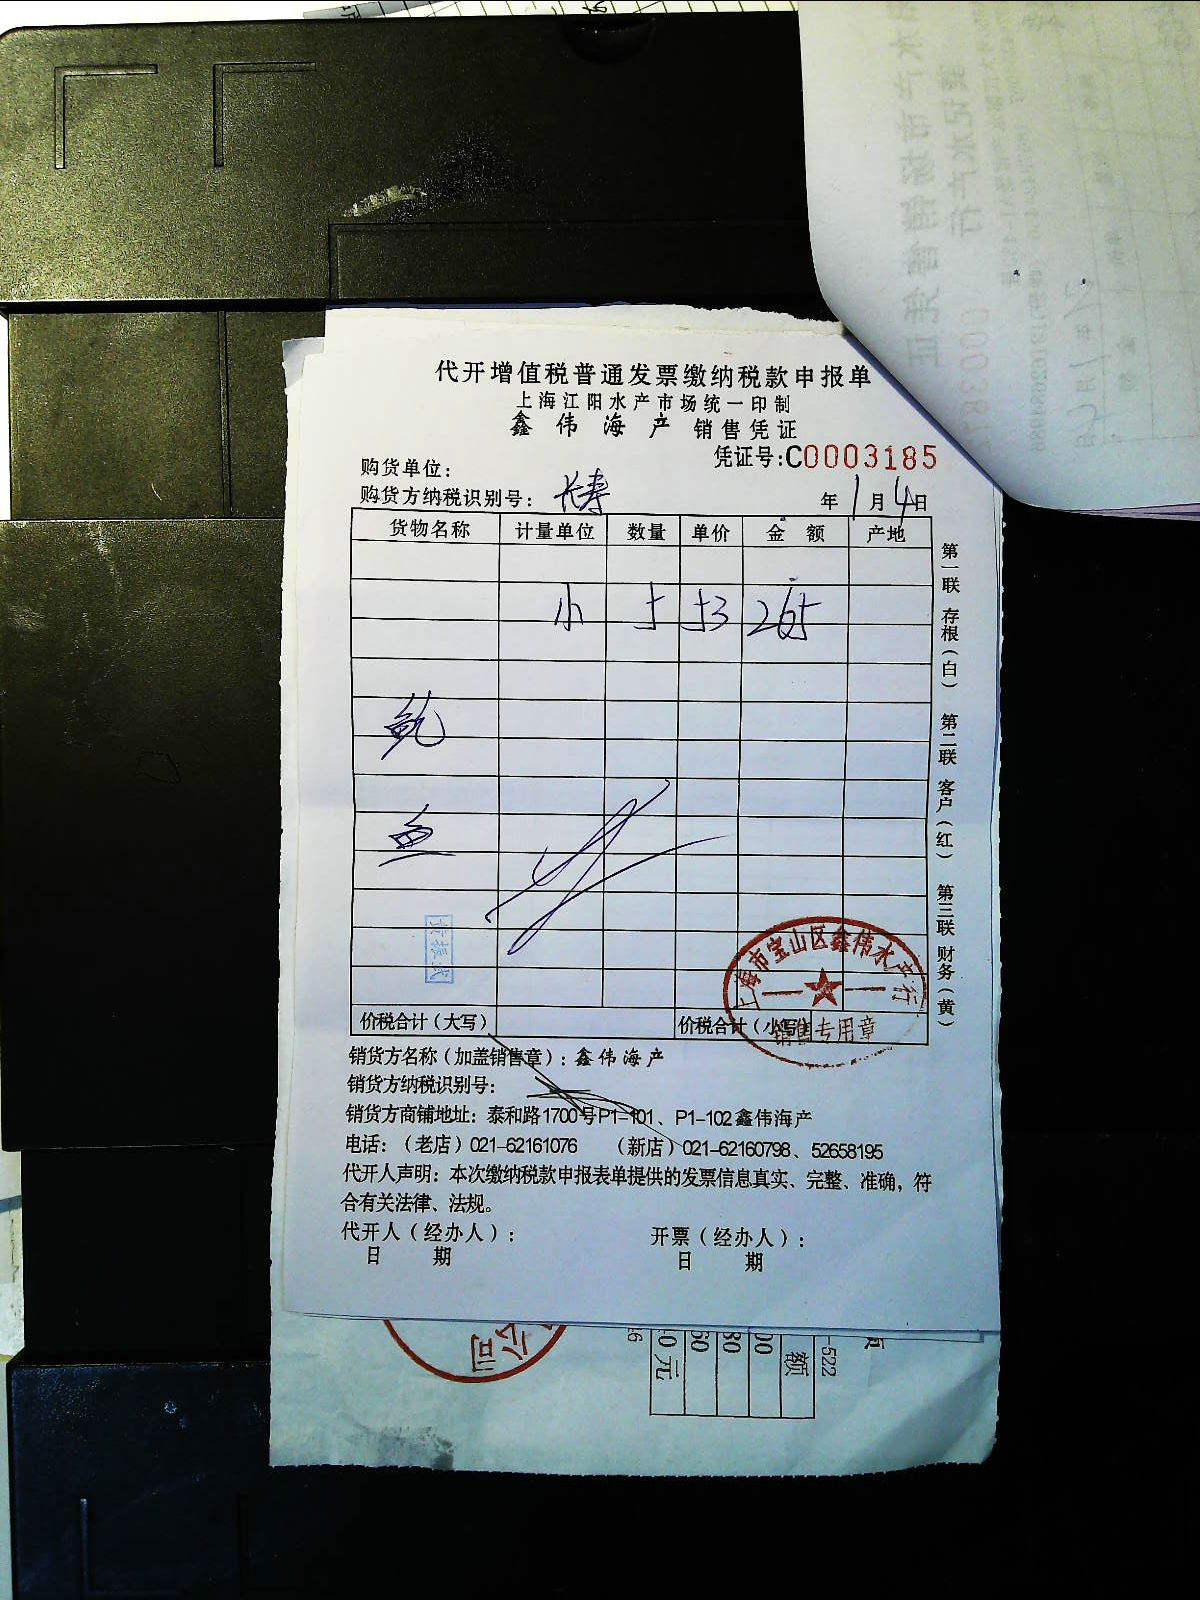 代开增值税普通发票缴纳税款申报单
上海江阳水产市场统一印制
鑫伟海产 销售凭证
凭证号:C0003185
购货单位:
购货方纳税识别号: 长寿 年 1 月 4 日
货物名称 计量单位 数量 单价 金额 产地
小 5 53 265
鲍
鱼
价税合计(大写) 价税合计(小写)
上海市宝山区鑫伟水产行
销售专用章
销货方名称(加盖销售章): 鑫伟海产
销货方纳税识别号:
销货方商铺地址: 泰和路1700号P1-101、P1-102鑫伟海产
电话:(老店)021-62161076 (新店)021-62160798、52658195
代开人声明: 本次缴纳税款申报表单提供的发票信息真实、完整、准确, 符
合有关法律、法规。
代开人(经办人): 开票(经办人):
日 期 日 期
第一联 存根(白) 第二联 客户(红) 第三联 财务(黄)
公司
额
00
80
60
0元
-522